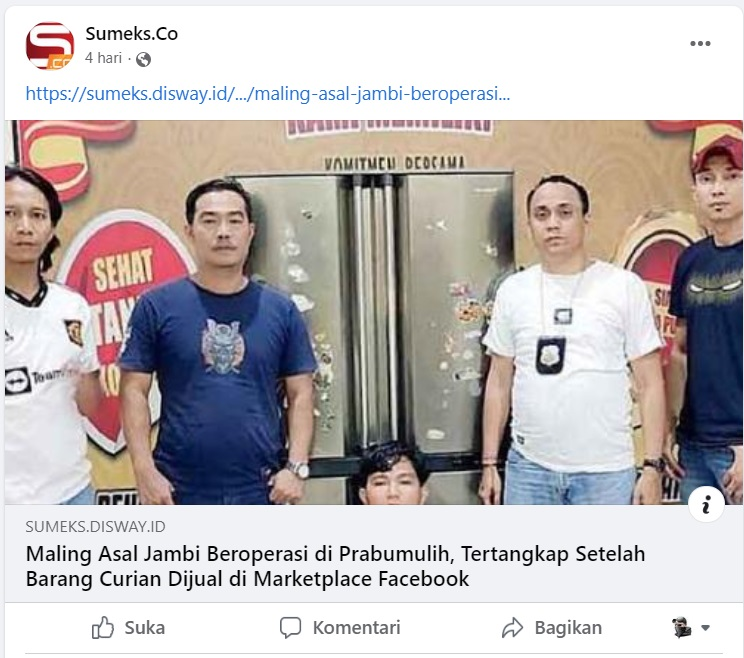 Sumeks.Co
4 hari
https://sumeks.disway.id/.../maling-asal-jambi-beroperasi...
KOMITMEN BERSAMA
SEHAT
TeamV
SUMEKS.DISWAY.ID
Maling Asal Jambi Beroperasi di Prabumulih, Tertangkap Setelah
Barang Curian Dijual di Marketplace Facebook
Suka
Komentari
Bagikan